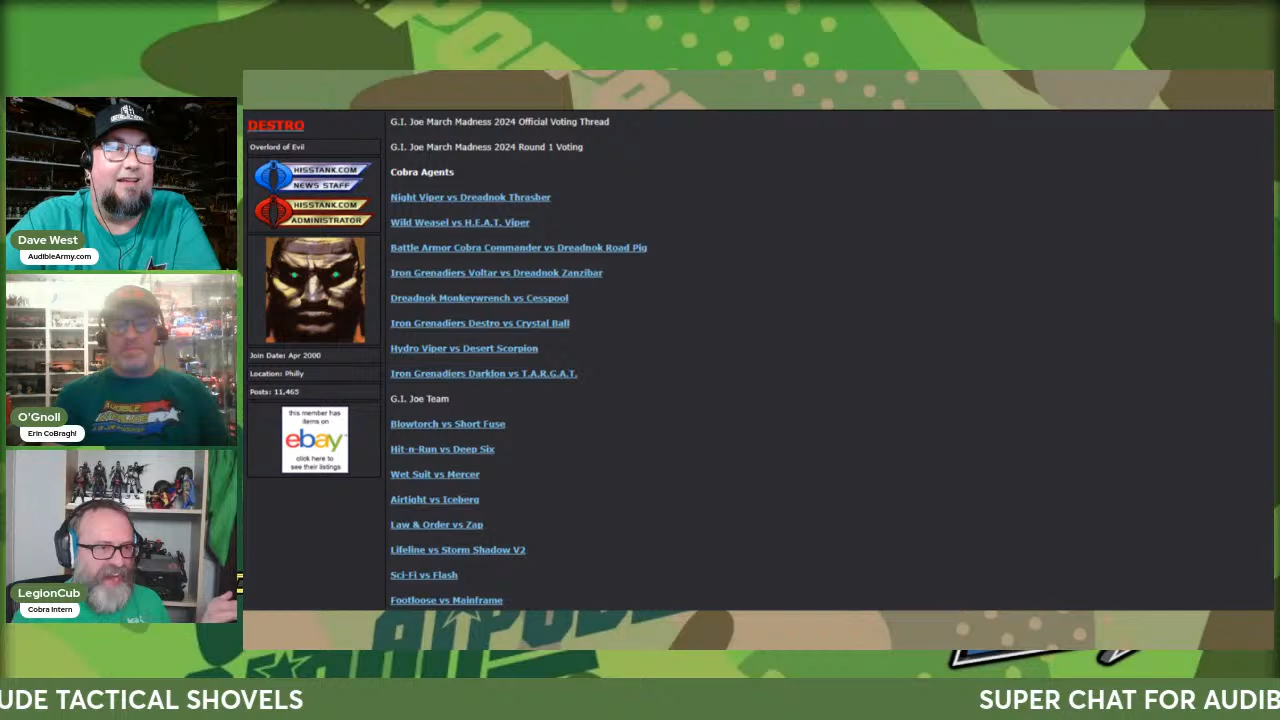 Dave West
AudibleArmy.com
O'Gnoll
Erin CoBraghl
LegionCub
Cobra Intern
DESTRO
Overlord of Evil
HISSTANK.COM
NEWS STAFF
HISSTANK.COM
ADMINISTRATOR
Join Date: Apr 2000
Location: Philly
Posts: 11,465
this member has
items on
ebay
click here to
see their listings
G.I. Joe March Madness 2024 Official Voting Thread
G.I. Joe March Madness 2024 Round 1 Voting
Cobra Agents
Night Viper vs Dreadnok Thrasher
Wild Weasel vs H.E.A.T. Viper
Battle Armor Cobra Commander vs Dreadnok Road Pig
Iron Grenadiers Voltar vs Dreadnok Zanzibar
Dreadnok Monkeywrench vs Cesspool
Iron Grenadiers Destro vs Crystal Ball
Hydro Viper vs Desert Scorpion
Iron Grenadiers Darklon vs T.A.R.G.A.T.
G.I. Joe Team
Blowtorch vs Short Fuse
Hit-n-Run vs Deep Six
Wet Suit vs Mercer
Airtight vs Iceberg
Law & Order vs Zap
Lifeline vs Storm Shadow V2
Sci-Fi vs Flash
Footloose vs Mainframe
UDE TACTICAL SHOVELS
SUPER CHAT FOR AUDIB